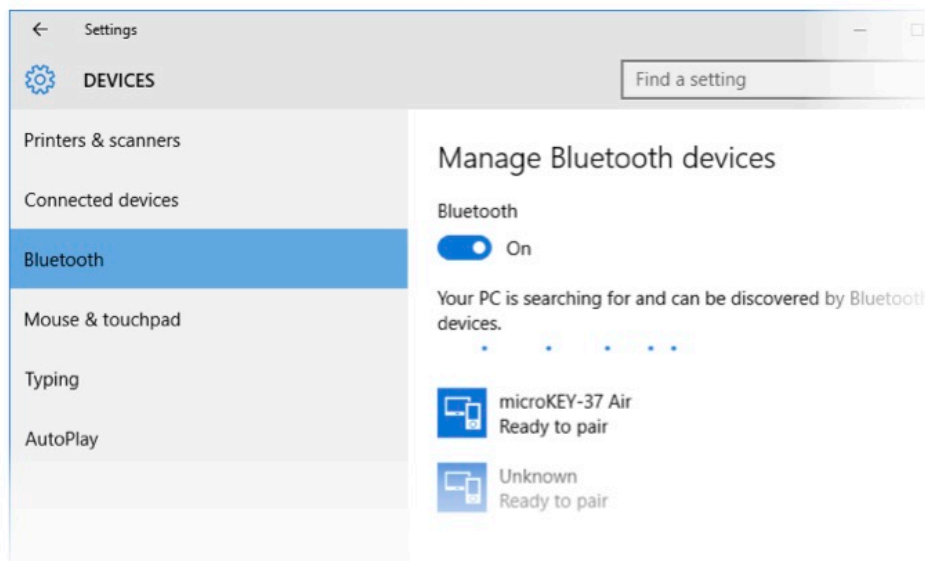 Settings
DEVICES
Find a setting
Printers & scanners
Connected devices
Bluetooth
Mouse & touchpad
Typing
AutoPlay
Manage Bluetooth devices
Bluetooth
On
Your PC is searching for and can be discovered by Bluetooth
devices.
microKEY-37 Air
Ready to pair
Unknown
Ready to pair